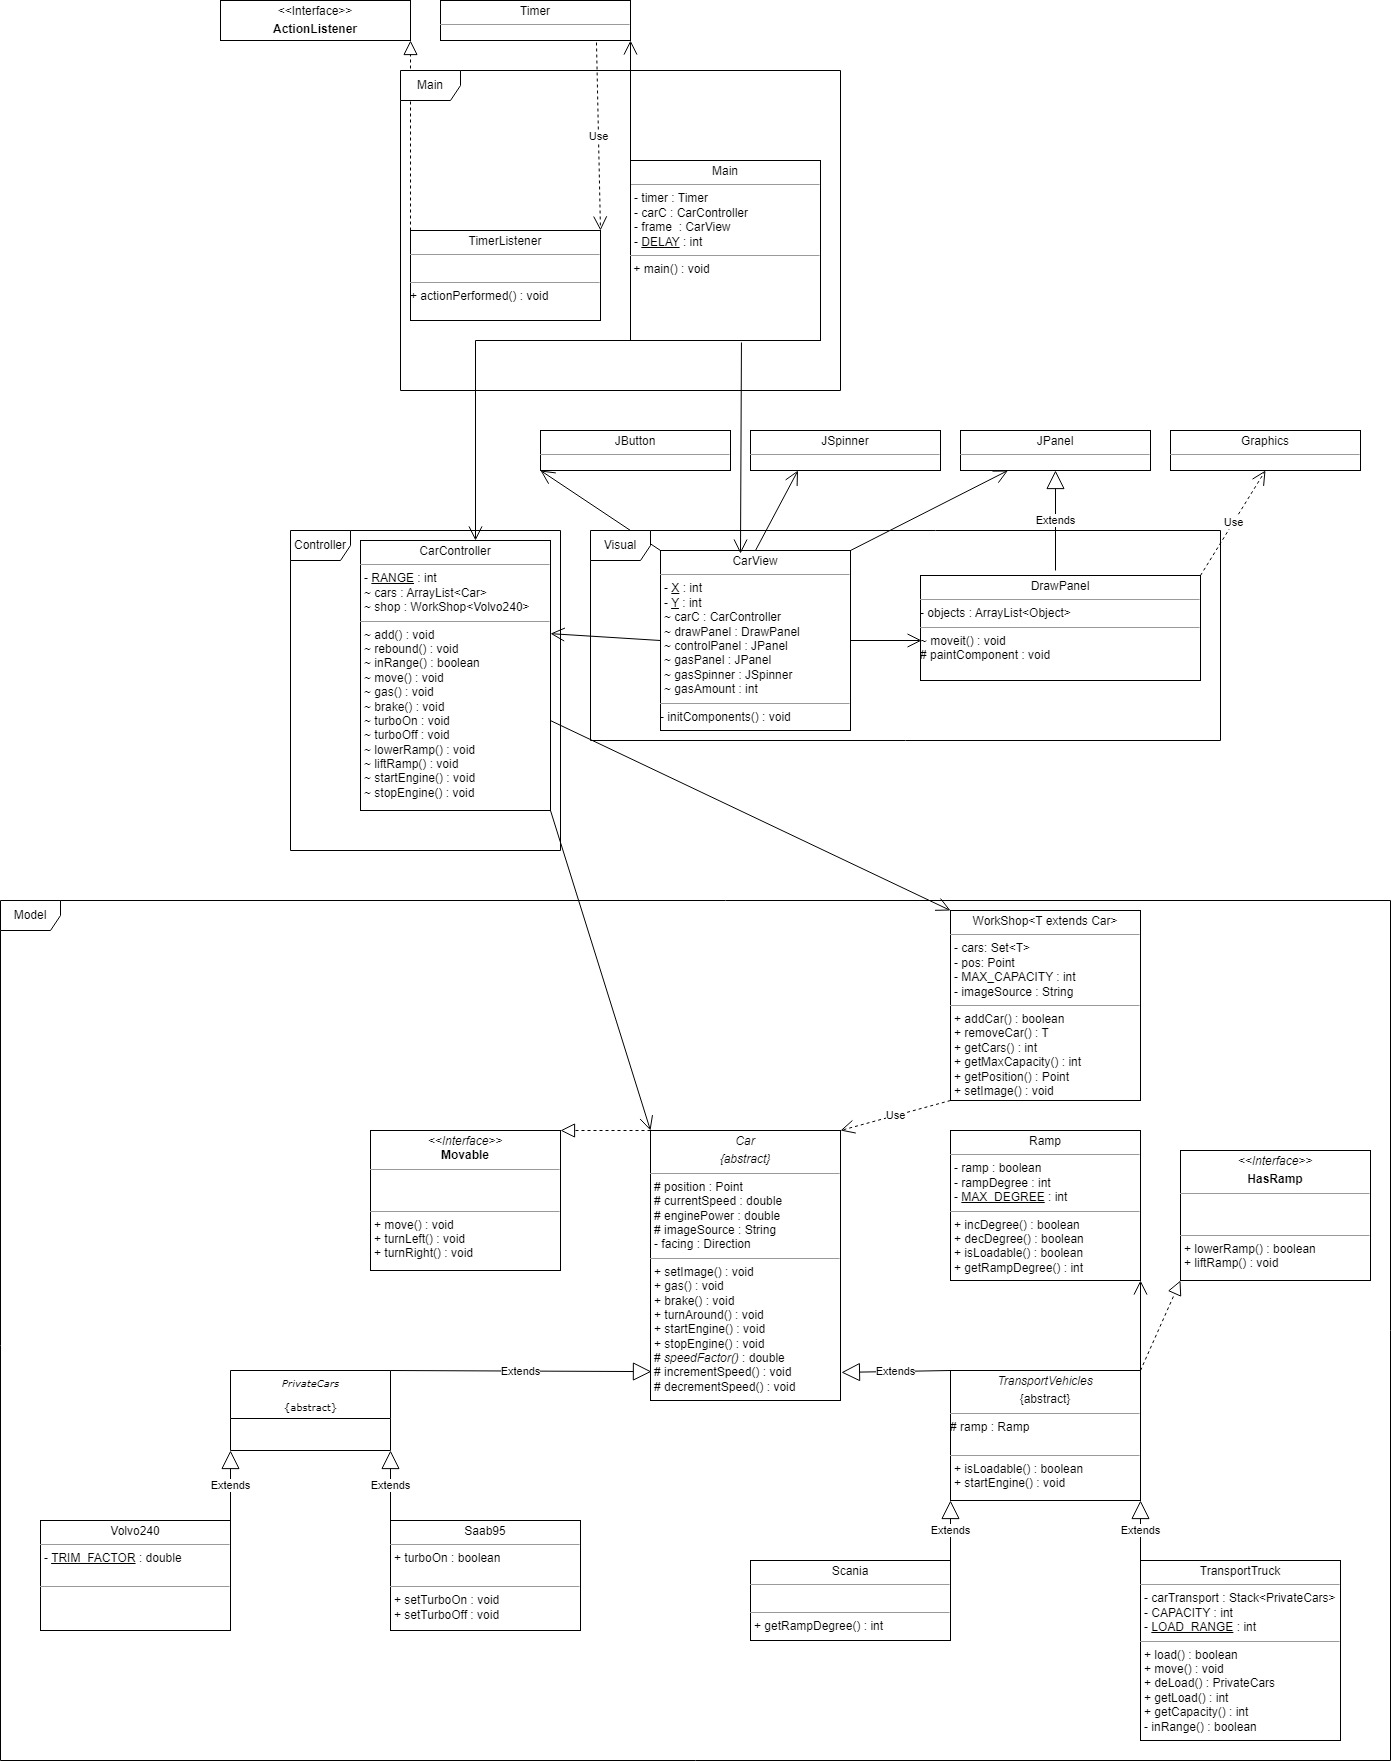 <<Interface>>
ActionListener
Timer
Main
Use
Main
- timer : Timer
- carC : CarController
- frame  : CarView
- DELAY : int
+ main() : void
TimerListener
+ actionPerformed() : void
JButton
JSpinner
JPanel
Graphics
Extends
Use
Controller
CarController
- RANGE : int
~ cars : ArrayList<Car>
~ shop : WorkShop<Volvo240>
~ add() : void
~ rebound() : void
~ inRange() : boolean
~ move() : void
~ gas() : void
~ brake() : void
~ turboOn : void
~ turboOff : void
~ lowerRamp() : void
~ liftRamp() : void
~ startEngine() : void
~ stopEngine() : void
Visual
CarView
- X : int
- Y : int
~ carC : CarController
~ drawPanel : DrawPanel
~ controlPanel : JPanel
~ gasPanel : JPanel
~ gasSpinner : JSpinner
~ gasAmount : int
- initComponents() : void
DrawPanel
- objects : ArrayList<Object>
~ moveit() : void
# paintComponent : void
Model
WorkShop<T extends Car>
- cars: Set<T>
- pos: Point
- MAX_CAPACITY : int
- imageSource : String
+ addCar() : boolean
+ removeCar() : T
+ getCars() : int
+ getMaxCapacity() : int
+ getPosition() : Point
+ setImage() : void
Use
<<Interface>>
Movable
+ move() : void
+ turnLeft() : void
+ turnRight() : void
Car
{abstract}
# position : Point
# currentSpeed : double
# enginePower : double
# imageSource : String
- facing : Direction
+ setImage() : void
+ gas() : void
+ brake() : void
+ turnAround() : void
+ startEngine() : void
+ stopEngine() : void
# speedFactor() : double
# incrementSpeed() : void
# decrementSpeed() : void
Ramp
- ramp : boolean
- rampDegree : int
- MAX_DEGREE : int
+ incDegree() : boolean
+ decDegree() : boolean
+ isLoadable() : boolean
+ getRampDegree() : int
<<Interface>>
HasRamp
+ lowerRamp() : boolean
+ liftRamp() : void
Extends
Extends
PrivateCars
{abstract}
TransportVehicles
{abstract}
# ramp : Ramp
+ isLoadable() : boolean
+ startEngine() : void
Extends
Extends
Extends
Extends
Volvo240
- TRIM_FACTOR : double
Saab95
+ turboOn : boolean
+ setTurboOn : void
+ setTurboOff : void
Scania
+ getRampDegree() : int
TransportTruck
- carTransport : Stack<PrivateCars>
- CAPACITY : int
- LOAD_RANGE : int
+ load() : boolean
+ move() : void
+ deLoad() : PrivateCars
+ getLoad() : int
+ getCapacity() : int
- inRange() : boolean